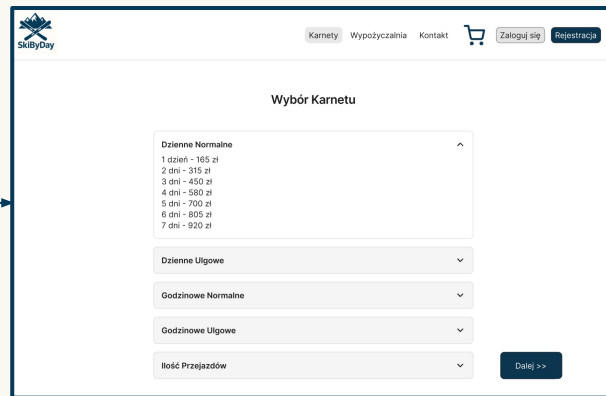 SkiByDay
Karnety Wypożyczalnia Kontakt Zaloguj się Rejestracja
Wybór Karnetu
Dzienne Normalne
1 dzień - 165 zł
2 dni - 315 zł
3 dni - 450 zł
4 dni - 580 zł
5 dni - 700 zł
6 dni - 805 zł
7 dni - 920 zł
Dzienne Ulgowe
Godzinowe Normalne
Godzinowe Ulgowe
Ilość Przejazdów
Dalej >>